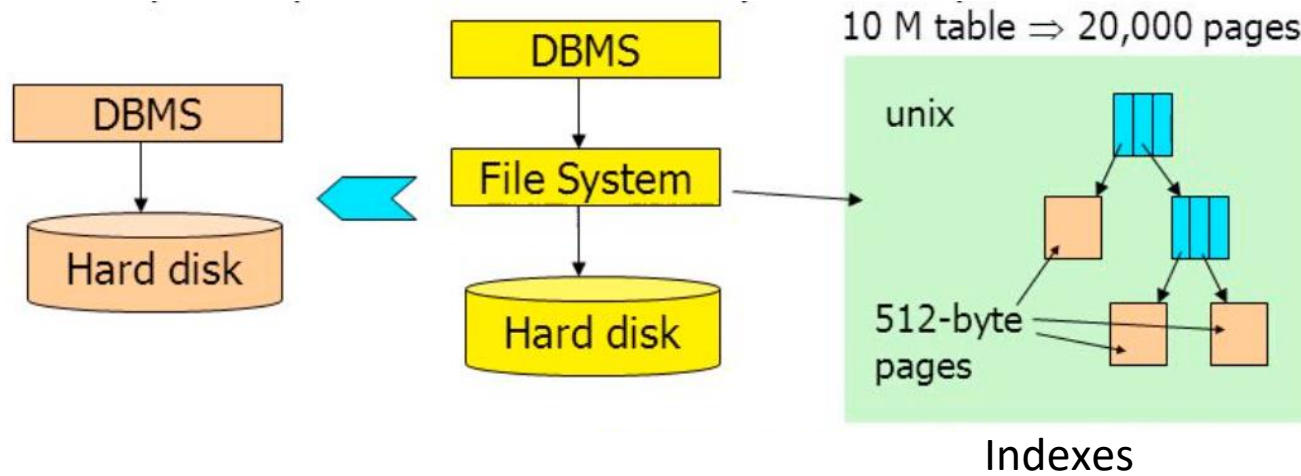 DBMS
Hard disk
DBMS
File System
Hard disk
10 M table ⇒ 20,000 pages
unix
512-byte
pages
Indexes